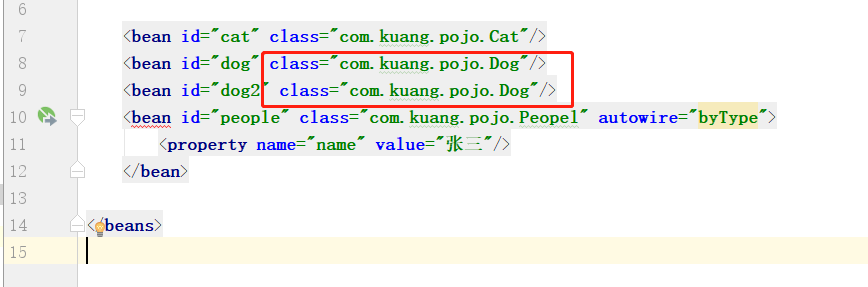 6
7 <bean id="cat" class="com.kuang.pojo.Cat"/>
8 <bean id="dog" class="com.kuang.pojo.Dog"/>
9 <bean id="dog2" class="com.kuang.pojo.Dog"/>
10 <bean id="people" class="com.kuang.pojo.Peopel" autowire="byType">
11 <property name="name" value="张三"/>
12 </bean>
13
14 </beans>
15